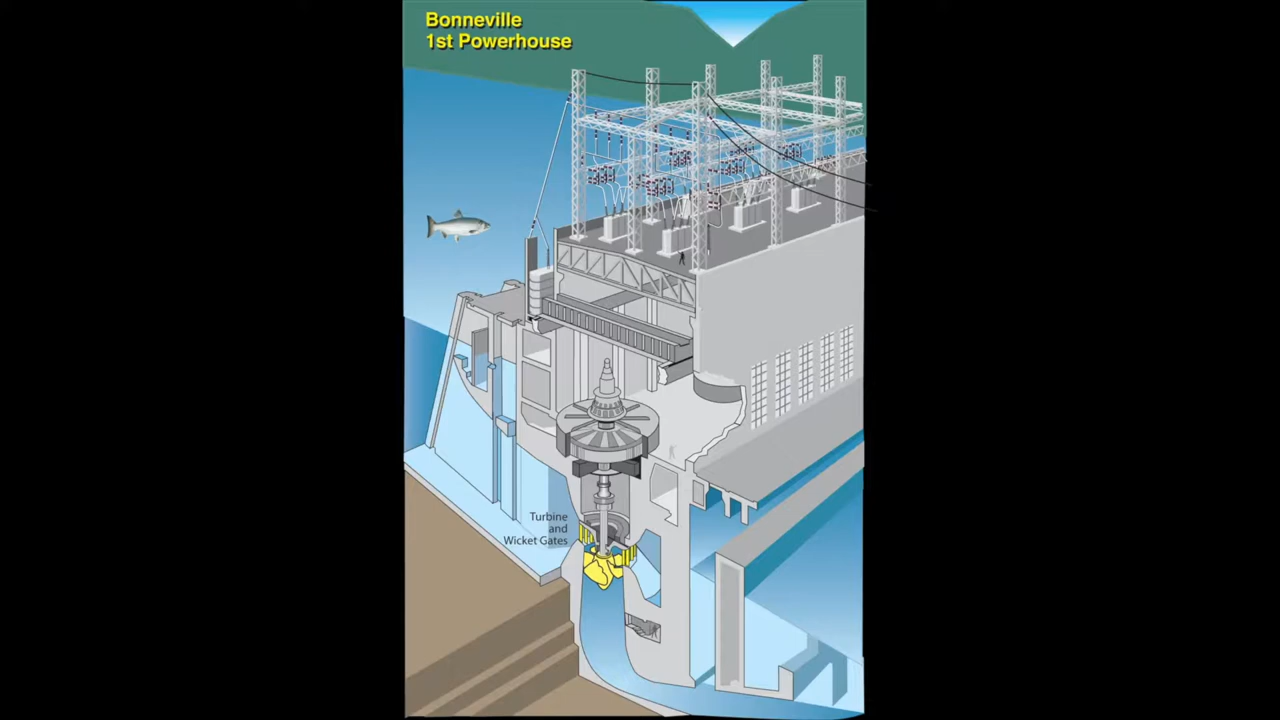 Bonneville
1st Powerhouse
Turbine
and
Wicket Gates